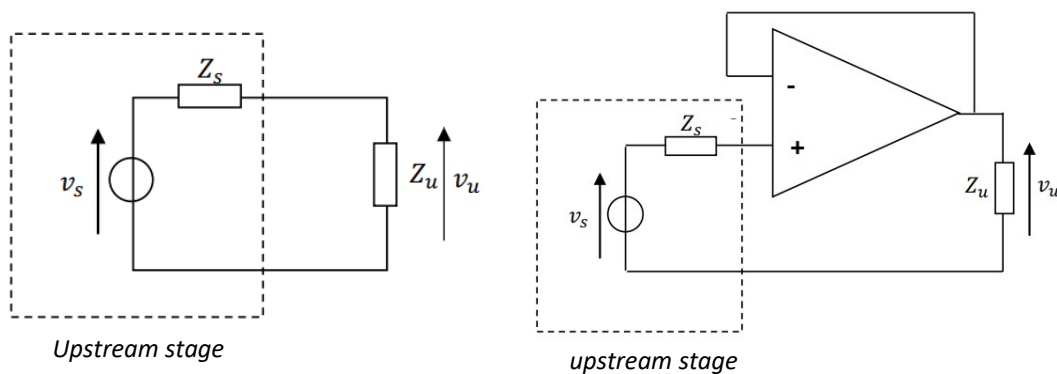 Z_s
v_s
Z_u v_u
Upstream stage
-
+
Z_s
v_s
Z_u
v_u
upstream stage